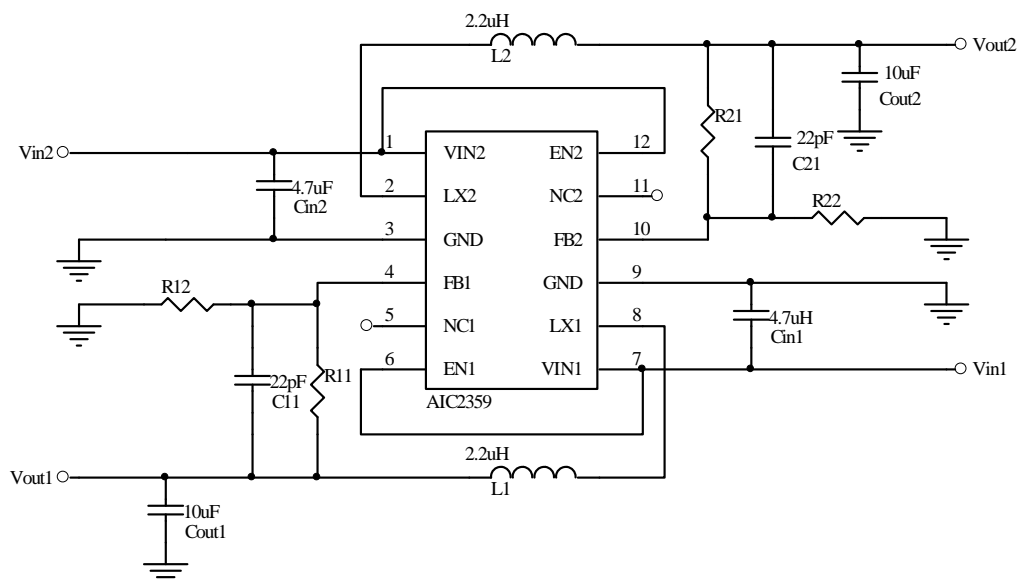 2.2uH
L2
Vout2
10uF
Cout2
R21
22pF
C21
R22
Vin2
4.7uF
Cin2
1 VIN2 EN2 12
2 LX2 NC2 11
3 GND FB2 10
4 FB1 GND 9
5 NC1 LX1 8
6 EN1 VIN1 7
AIC2359
R12
22pF
C11
R11
4.7uH
Cin1
Vin1
2.2uH
L1
Vout1
10uF
Cout1